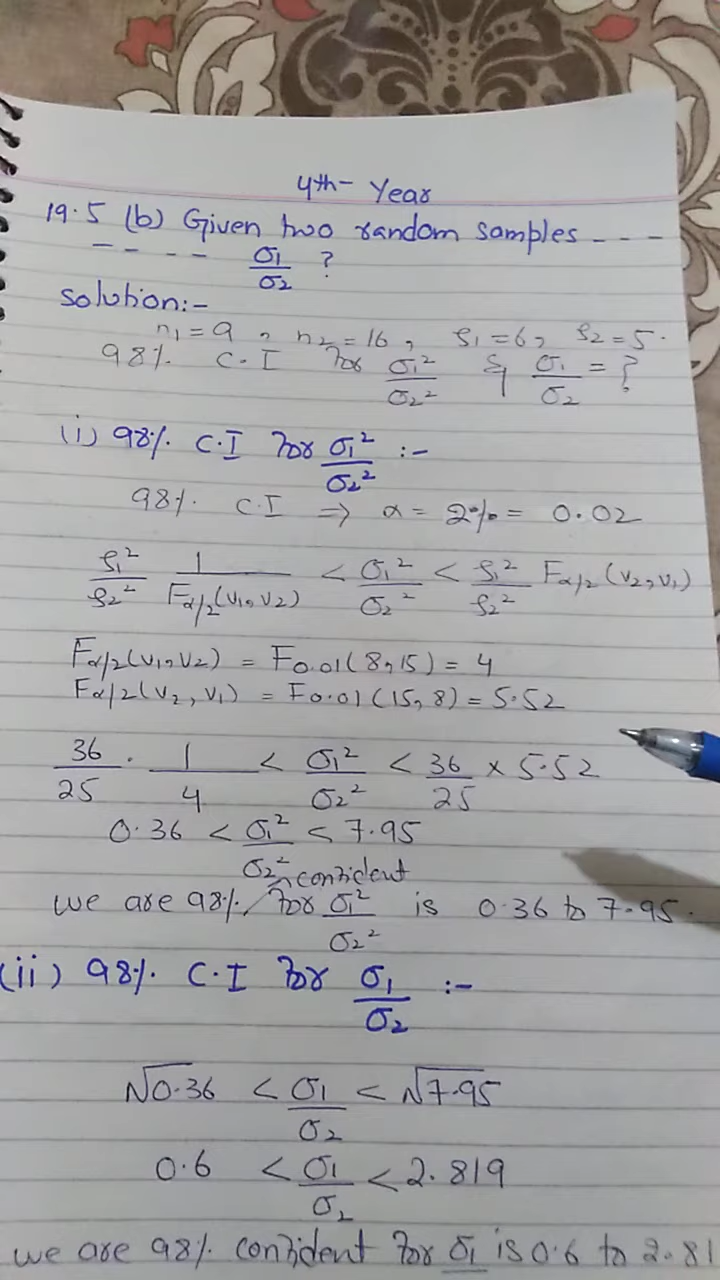 4th- Year
19.5 (b) Given two random samples - - -
- - - - σ₁/σ₂ ?
Solution:-
n₁=9, n₂=16, s₁=6, s₂=5.
98% C.I for σ₁²/σ₂² & σ₁/σ₂ = ?
(i) 98% C.I for σ₁²/σ₂² :-
98% C.I ⇒ α = 2% = 0.02
s₁²/s₂² 1/Fα/2(v₁,v₂) < σ₁²/σ₂² < s₁²/s₂² Fα/2(v₂,v₁)
Fα/2(v₁,v₂) = F0.01(8,15) = 4
Fα/2(v₂,v₁) = F0.01(15,8) = 5.52
36/25 . 1/4 < σ₁²/σ₂² < 36/25 × 5.52
0.36 < σ₁²/σ₂² < 7.95
we are 98% confident for σ₁²/σ₂² is 0.36 to 7.95.
(ii) 98% C.I for σ₁/σ₂ :-
√0.36 < σ₁/σ₂ < √7.95
0.6 < σ₁/σ₂ < 2.819
we are 98% confident for σ₁ is 0.6 to 2.81